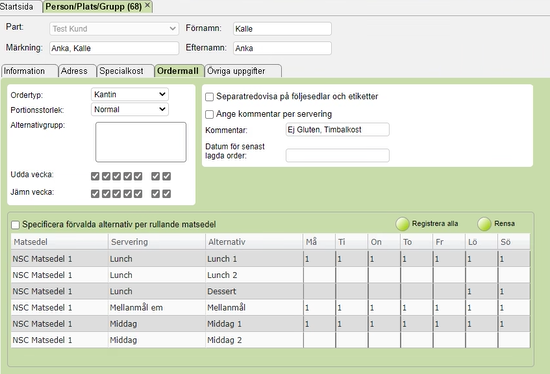 Startsida Person/Plats/Grupp (68) ×
Part: Test Kund Förnamn: Kalle
Märkning: Anka, Kalle Efternamn: Anka
Information Adress Specialkost Ordermall Övriga uppgifter
Ordertyp: Kantin
Portionsstorlek: Normal
Alternativgrupp:
Udda vecka:
Jämn vecka:
Separatredovisa på följesedlar och etiketter
Ange kommentar per servering
Kommentar: Ej Gluten, Timbalkost
Datum för senast
lagda order:
Specificera förvalda alternativ per rullande matsedel Registrera alla Rensa
Matsedel Servering Alternativ Må Ti On To Fr Lö Sö
NSC Matsedel 1 Lunch Lunch 1 1 1 1 1 1 1 1
NSC Matsedel 1 Lunch Lunch 2
NSC Matsedel 1 Lunch Dessert 1 1
NSC Matsedel 1 Mellanmål em Mellanmål 1 1 1 1 1 1 1
NSC Matsedel 1 Middag Middag 1 1 1 1 1 1 1 1
NSC Matsedel 1 Middag Middag 2